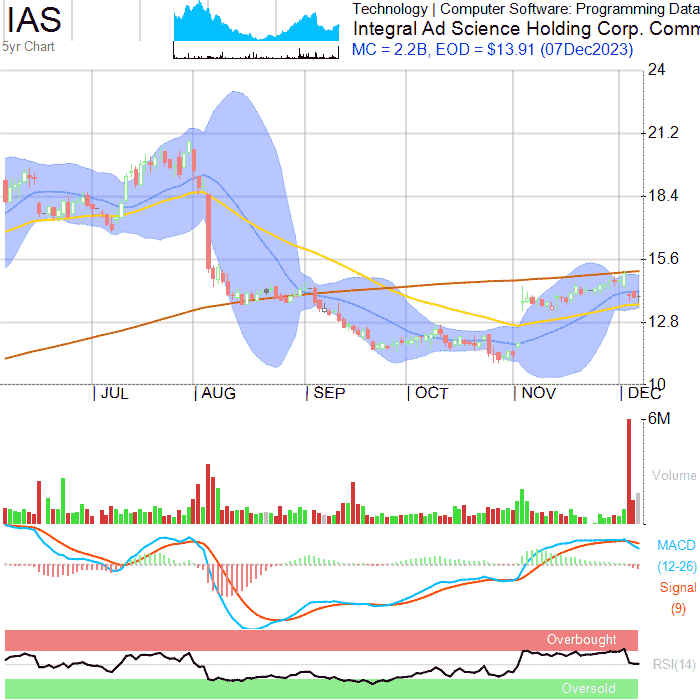 IAS
5yr Chart
Technology | Computer Software: Programming Data
Integral Ad Science Holding Corp. Comm
MC = 2.2B, EOD = $13.91 (07Dec2023)
24
21.2
18.4
15.6
12.8
10
JUL
AUG
SEP
OCT
NOV
DEC
6M
Volume
MACD
(12-26)
Signal
(9)
Overbought
RSI(14)
Oversold